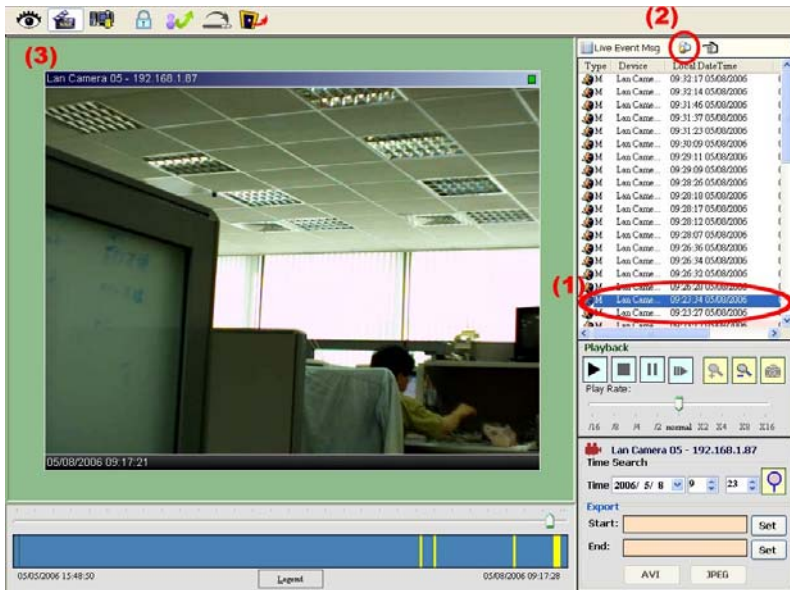 (2)
(3)
Live Event Msg
Type Device Local DateTime
Lan Camera 05 - 192.168.1.87
M Lan Came... 09:32:17 05/08/2006
M Lan Came... 09:32:14 05/08/2006
M Lan Came... 09:31:46 05/08/2006
M Lan Came... 09:31:37 05/08/2006
M Lan Came... 09:31:23 05/08/2006
M Lan Came... 09:30:09 05/08/2006
M Lan Came... 09:29:11 05/08/2006
M Lan Came... 09:29:09 05/08/2006
M Lan Came... 09:28:26 05/08/2006
M Lan Came... 09:28:18 05/08/2006
M Lan Came... 09:28:17 05/08/2006
M Lan Came... 09:28:12 05/08/2006
M Lan Came... 09:28:07 05/08/2006
M Lan Came... 09:26:36 05/08/2006
M Lan Came... 09:26:34 05/08/2006
M Lan Came... 09:26:32 05/08/2006
M Lan Came... 09:26:20 05/08/2006
(1)
M Lan Came... 09:23:34 05/08/2006
M Lan Came... 09:23:27 05/08/2006
Playback
Play Rate:
/16 /8 /4 /2 normal X2 X4 X8 X16
05/08/2006 09:17:21
Lan Camera 05 - 192.168.1.87
Time Search
Time 2006/ 5/ 8 9 23
Export
Start: Set
End: Set
AVI JPEG
05/05/2006 15:48:50 Legend 05/08/2006 09:17:28